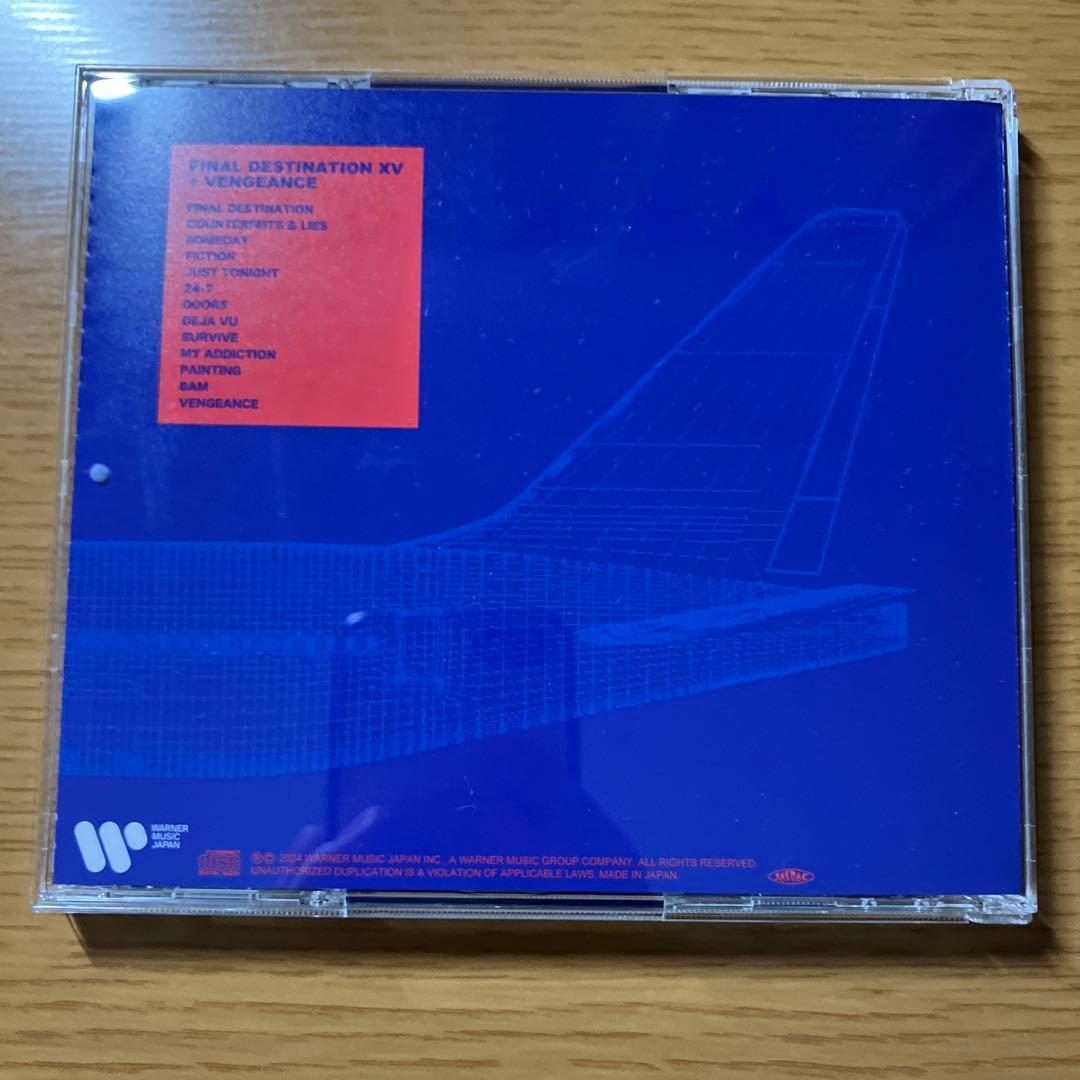 FINAL DESTINATION XV
+ VENGEANCE
FINAL DESTINATION
COUNTERFEITS & LIES
SOMEDAY
FICTION
JUST TONIGHT
24-7
DOORS
DEJA VU
SURVIVE
MY ADDICTION
PAINTING
BAM
VENGEANCE
WARNER
MUSIC
JAPAN
disc
Ⓟ© 2024 WARNER MUSIC JAPAN INC., A WARNER MUSIC GROUP COMPANY. ALL RIGHTS RESERVED.
UNAUTHORIZED DUPLICATION IS A VIOLATION OF APPLICABLE LAWS. MADE IN JAPAN.
JASRAC